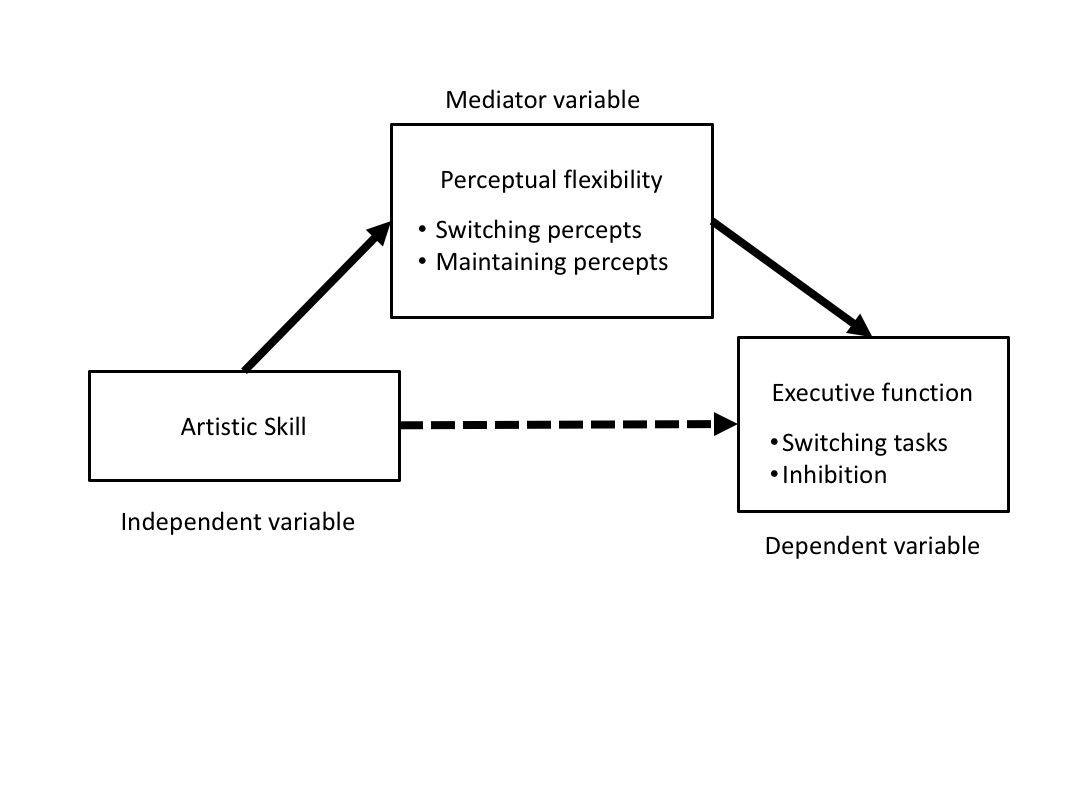 Mediator variable
Perceptual flexibility
• Switching percepts
• Maintaining percepts
Artistic Skill
Independent variable
Executive function
• Switching tasks
• Inhibition
Dependent variable